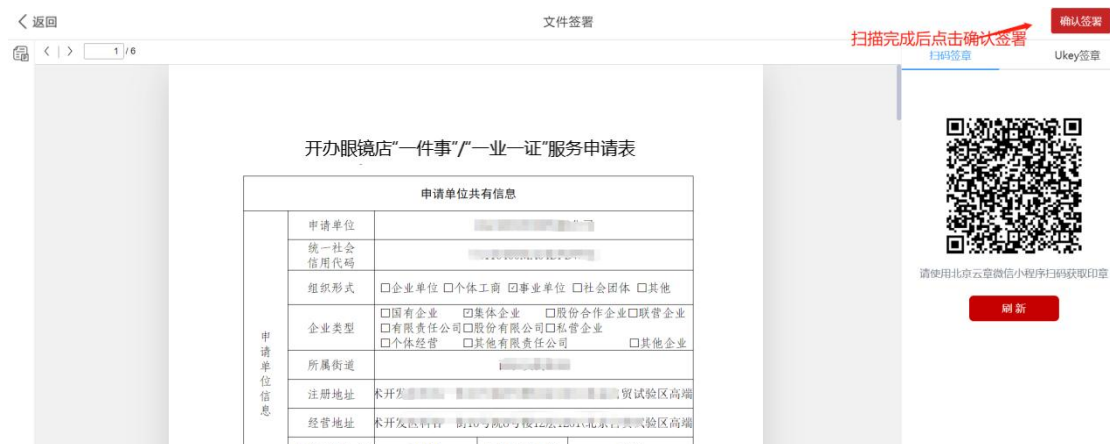 返回
文件签署
确认签署
扫描完成后点击确认签署
1 /6
扫码签章
Ukey签章
开办眼镜店“一件事”/“一业一证”服务申请表
申请单位共有信息
申请单位信息
申请单位
统一社会
信用代码
组织形式
☐企业单位 ☐个体工商 ☑事业单位 ☐社会团体 ☐其他
企业类型
☐国有企业 ☑集体企业 ☐股份合作企业☐联营企业
☐有限责任公司☐股份有限公司☐私营企业
☐个体经营 ☐其他有限责任公司 ☐其他企业
所属街道
注册地址
术开发 贸试验区高端
经营地址
术开发 验区高端
请使用北京云章微信小程序扫码获取印章
刷新